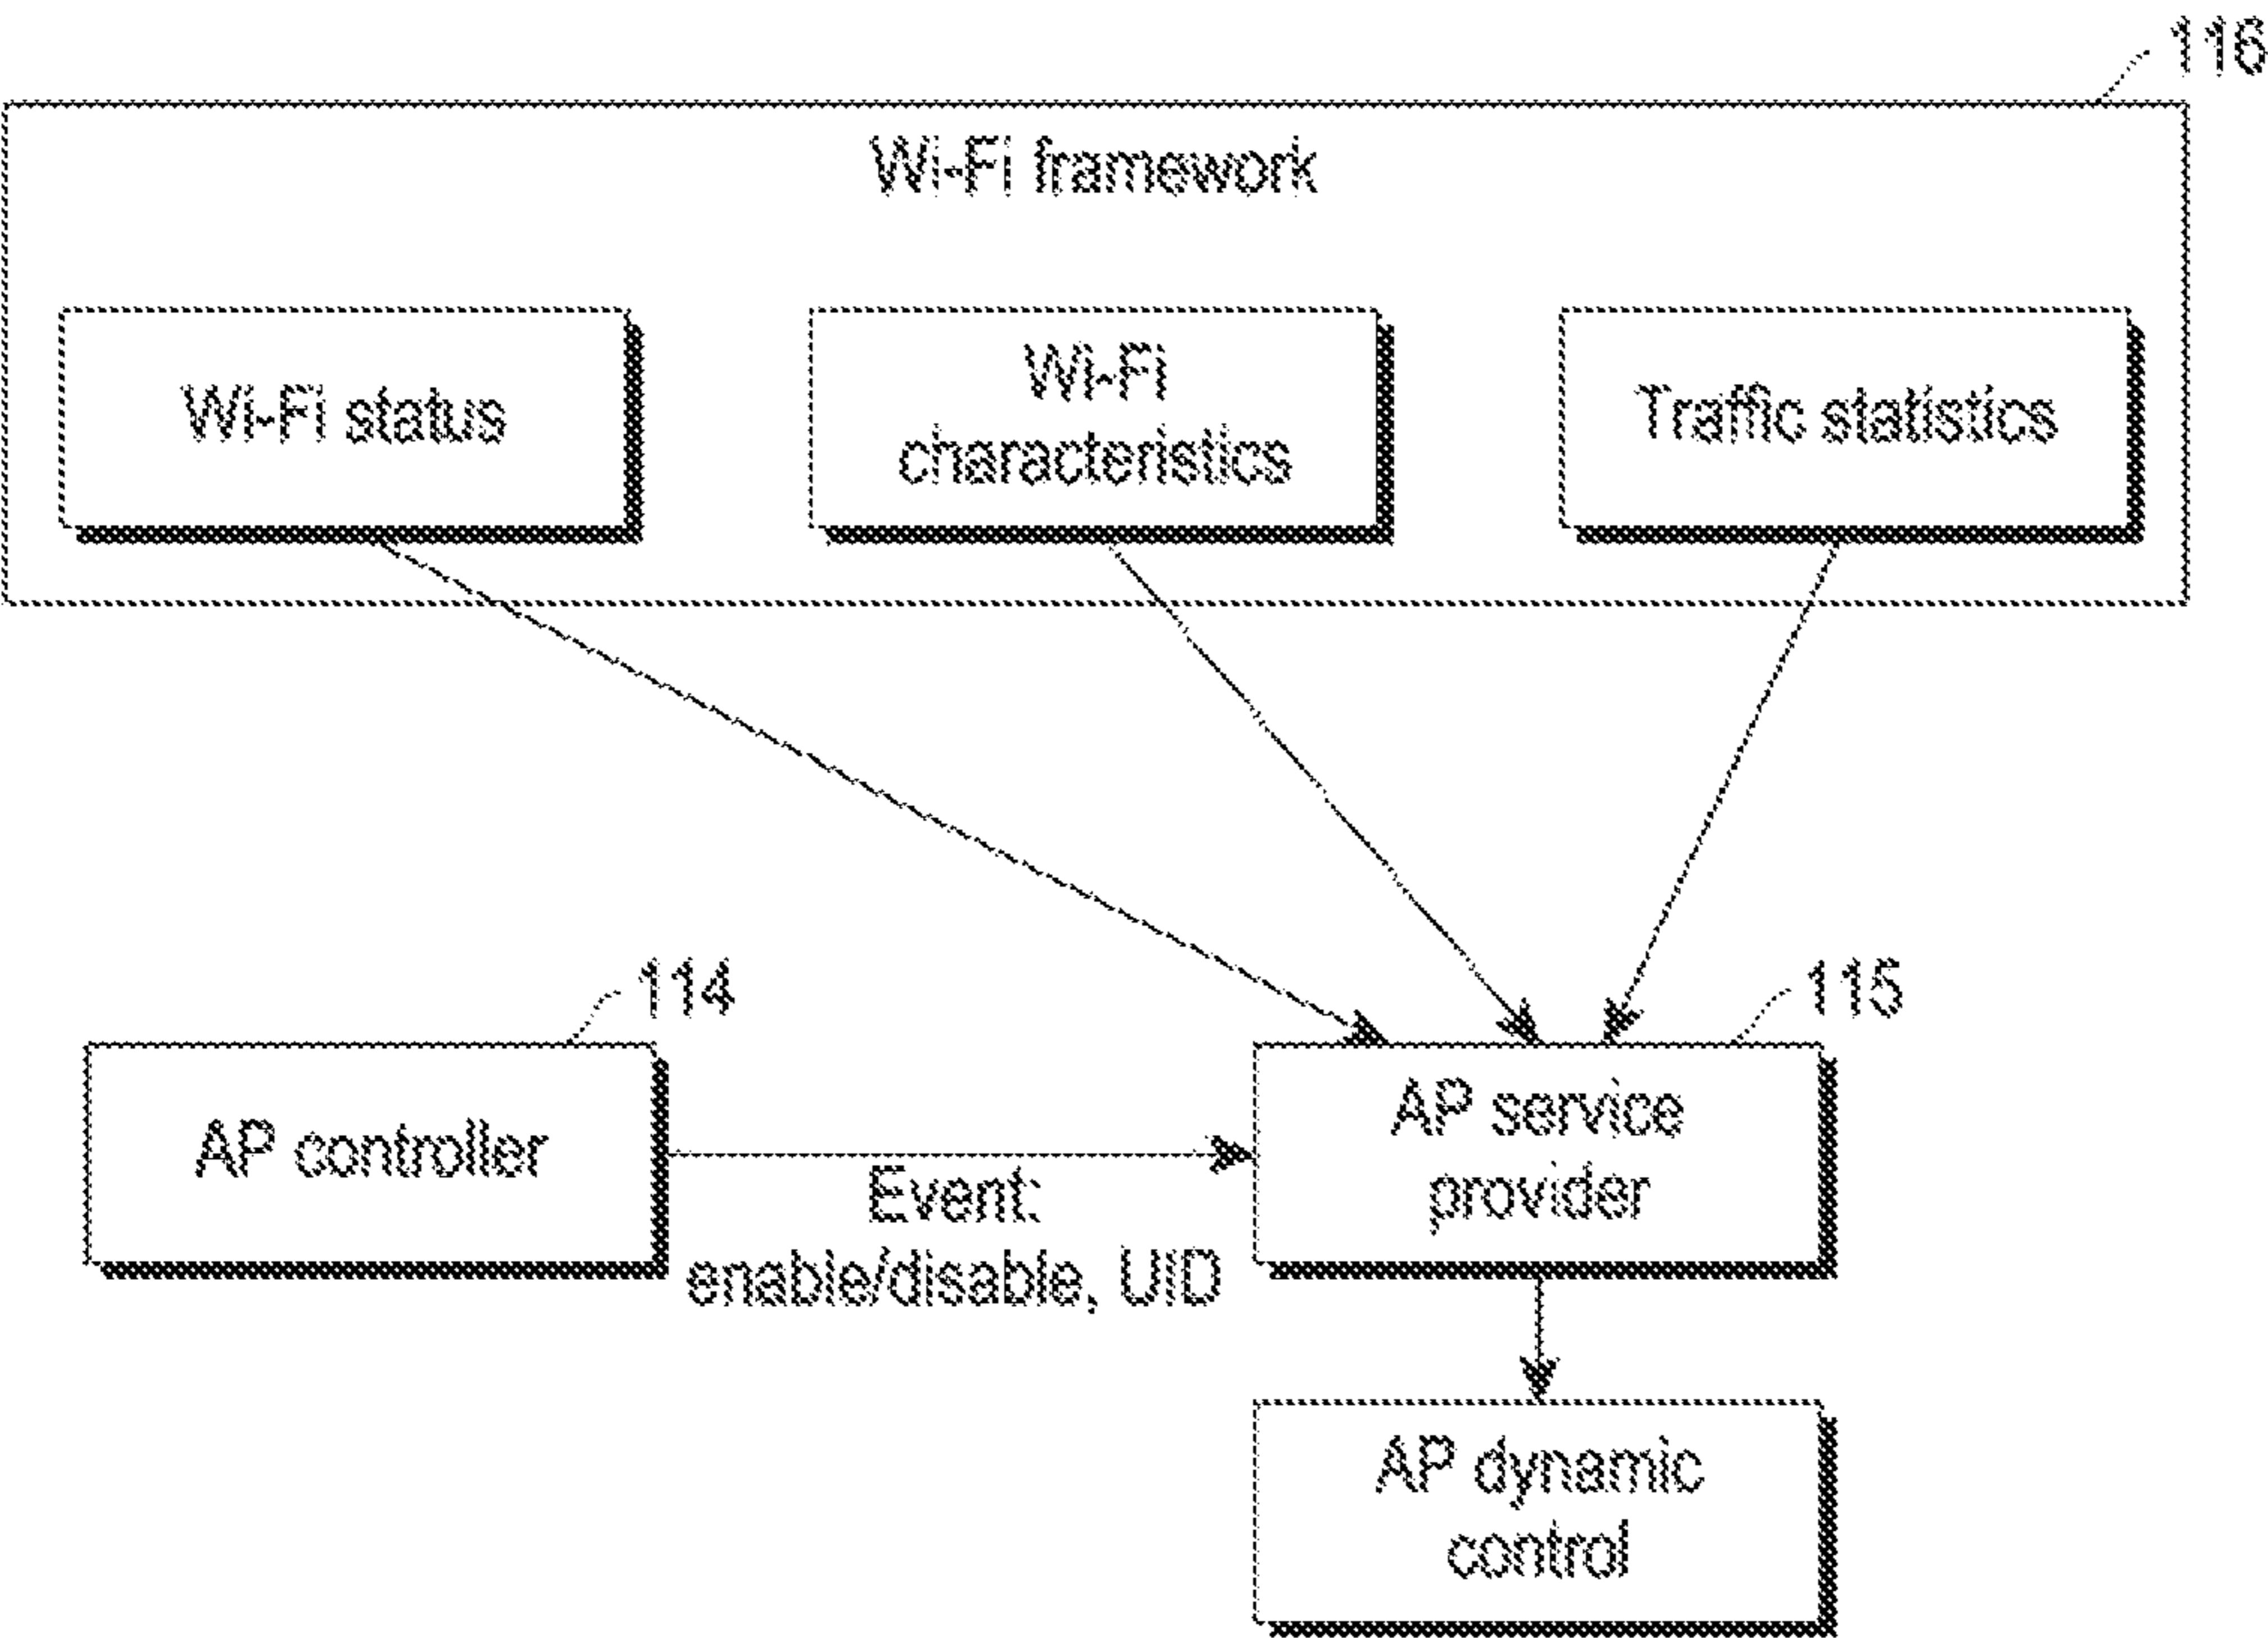 116
Wi-Fi framework
Wi-Fi status
Wi-Fi
characteristics
Traffic statistics
114
115
AP controller
Event:
enable/disable, UID
AP service
provider
AP dynamic
control